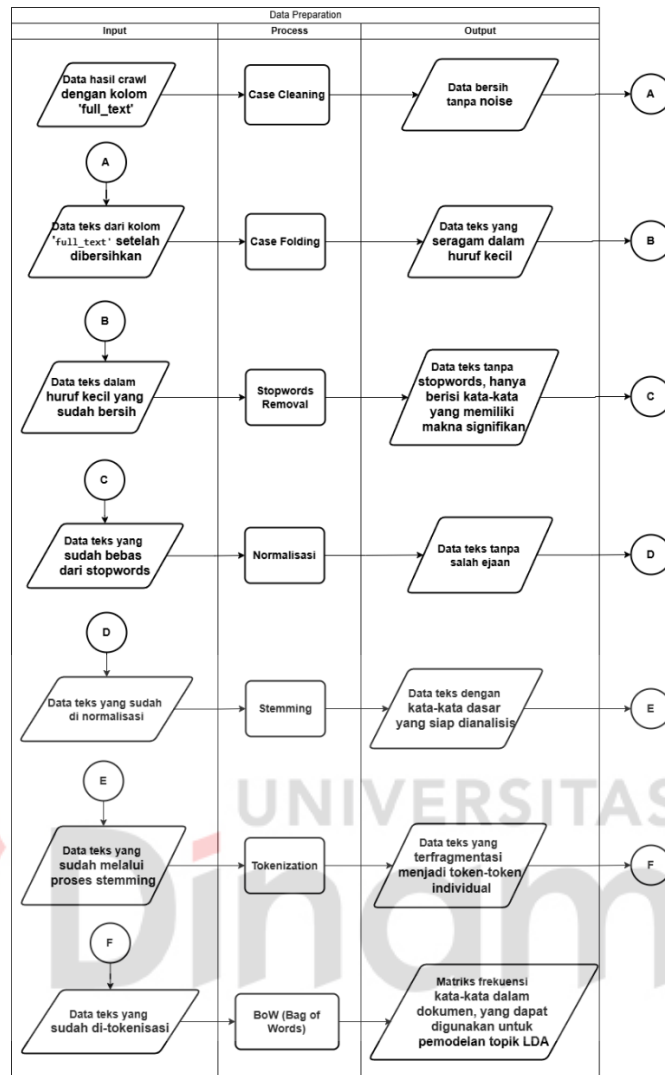 Data Preparation
Input
Process
Output
Data hasil crawl
dengan kolom
'full_text'
Case Cleaning
Data bersih
tanpa noise
A
A
Data teks dari kolom
'full_text' setelah
dibersihkan
Case Folding
Data teks yang
seragam dalam
huruf kecil
B
B
Data teks dalam
huruf kecil yang
sudah bersih
Stopwords
Removal
Data teks tanpa
stopwords, hanya
berisi kata-kata
yang memiliki
makna signifikan
C
C
Data teks yang
sudah bebas
dari stopwords
Normalisasi
Data teks tanpa
salah ejaan
D
D
Data teks yang sudah
di normalisasi
Stemming
Data teks dengan
kata-kata dasar
yang siap dianalisis
E
E
Data teks yang
sudah melalui
proses stemming
Tokenization
Data teks yang
terfragmentasi
menjadi token-token
individual
F
F
Data teks yang
sudah di-tokenisasi
BoW (Bag of
Words)
Matriks frekuensi
kata-kata dalam
dokumen, yang dapat
digunakan untuk
pemodelan topik LDA
UNIVERSITAS
Dinam